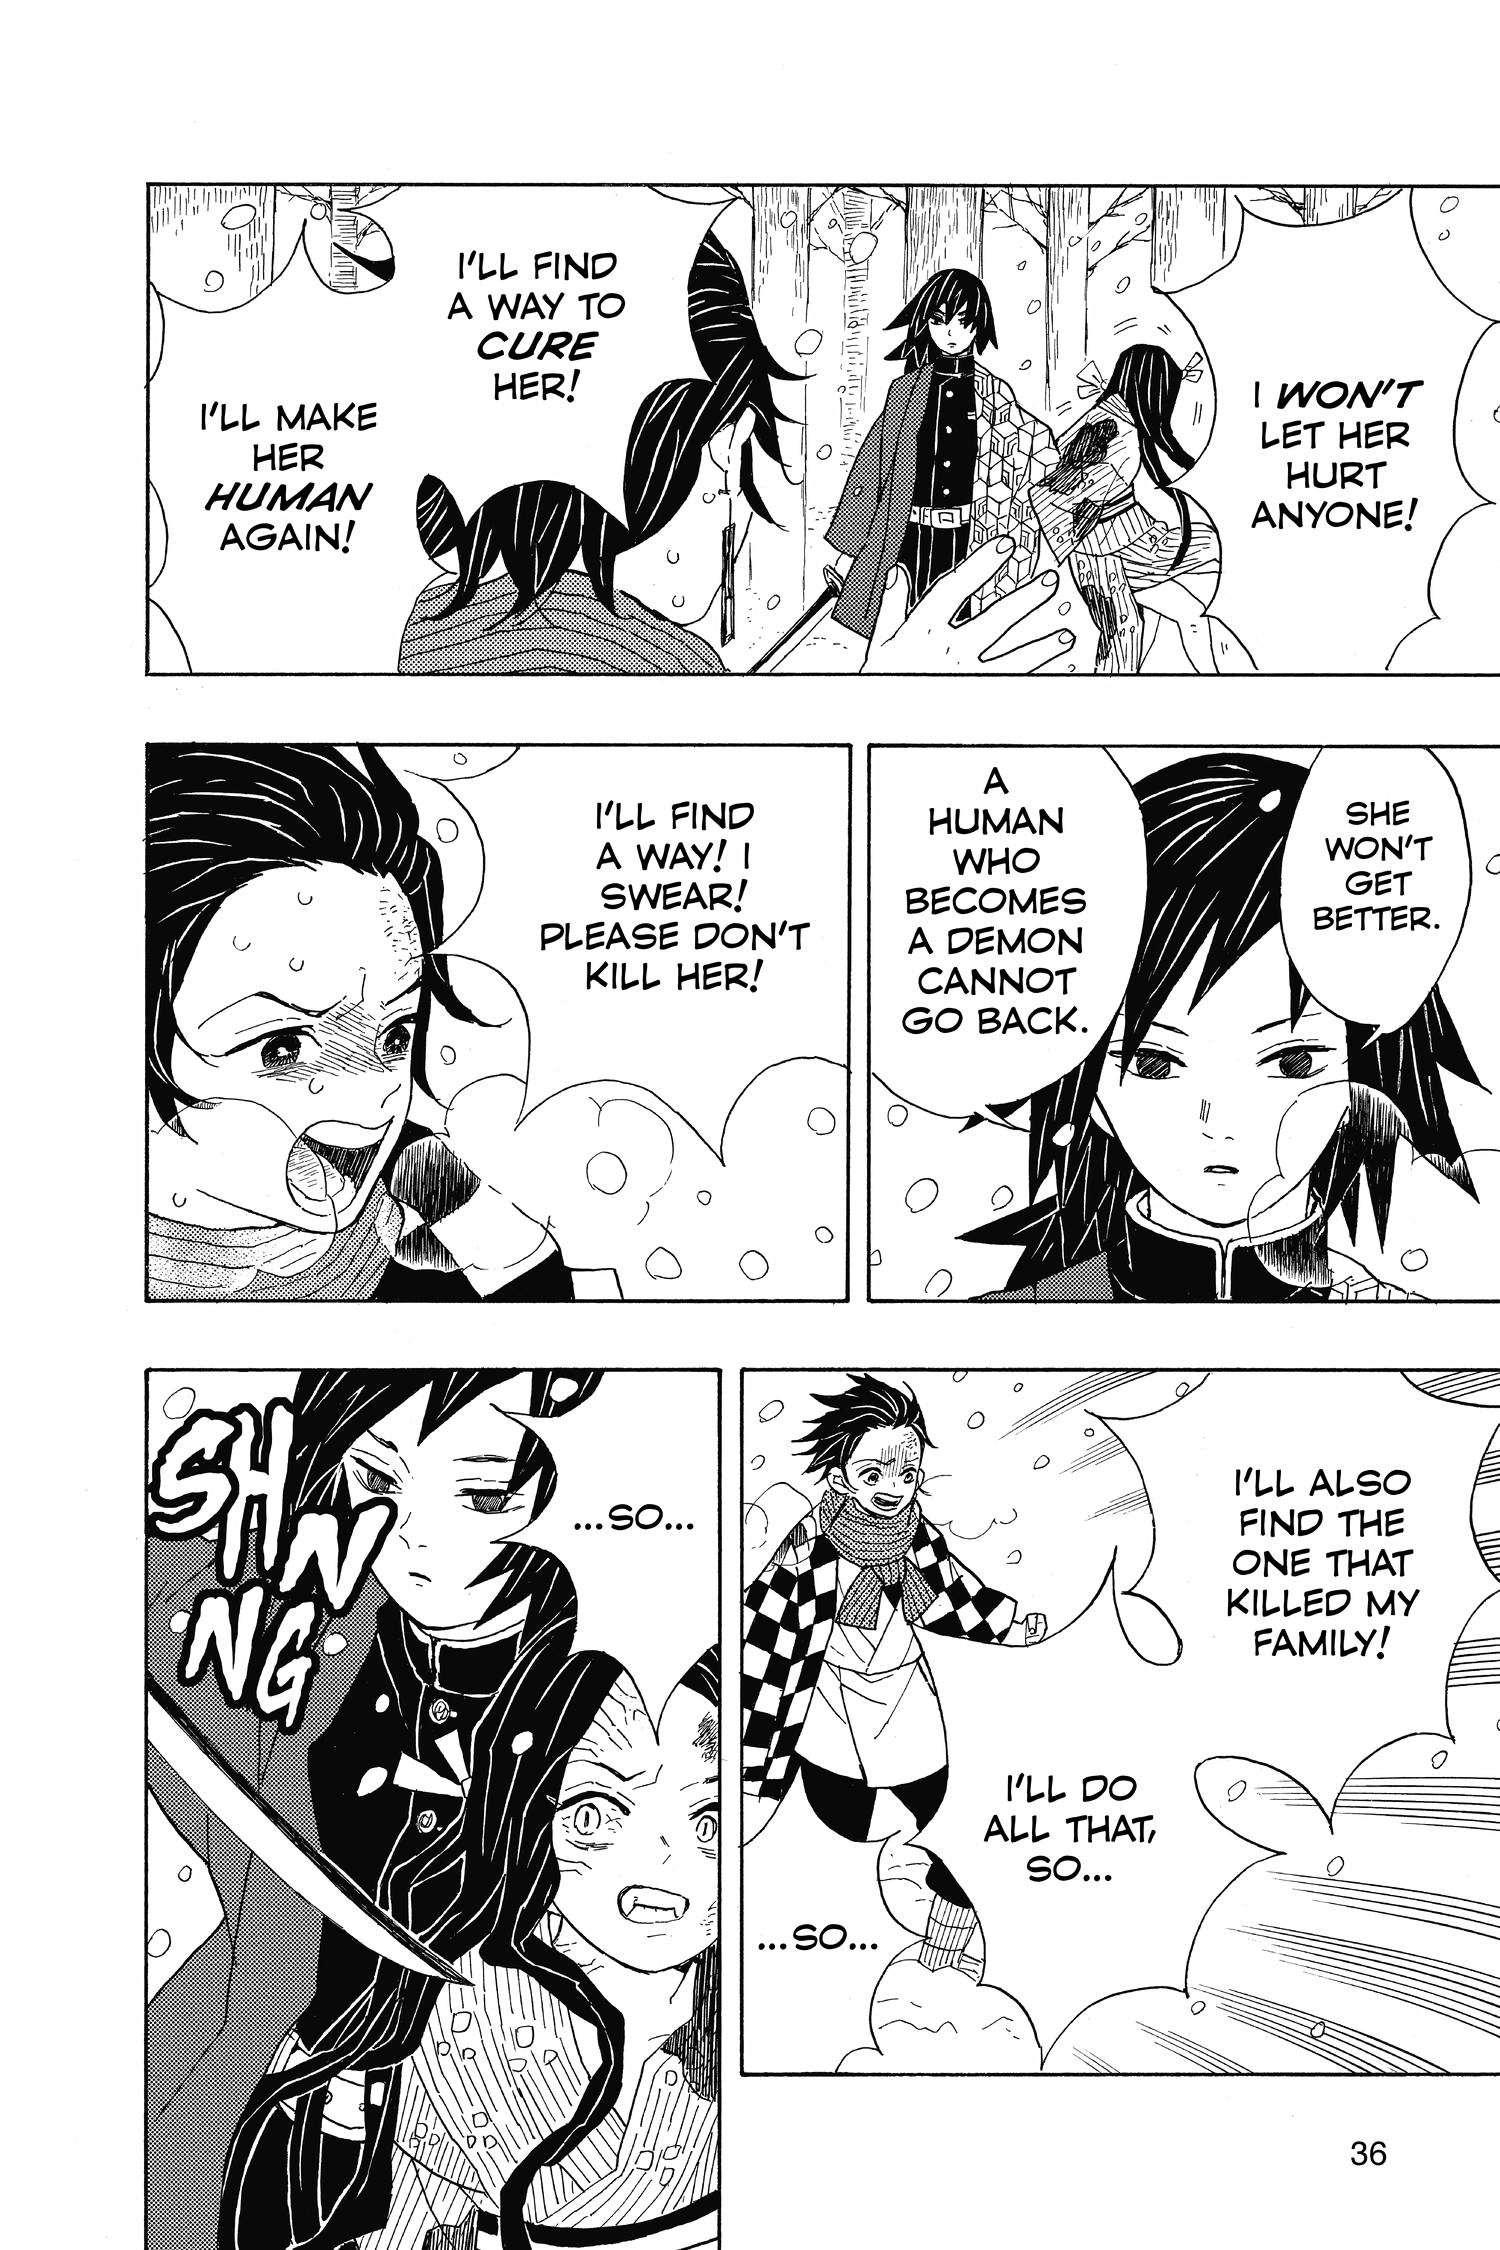 I WON'T
LET HER
HURT
ANYONE!
I'LL FIND
A WAY TO
CURE
HER!
I'LL MAKE
HER
HUMAN
AGAIN!
SHE
WON'T
GET
BETTER.
A
HUMAN
WHO
BECOMES
A DEMON
CANNOT
GO BACK.
I'LL FIND
A WAY! I
SWEAR!
PLEASE DON'T
KILL HER!
I'LL ALSO
FIND THE
ONE THAT
KILLED MY
FAMILY!
I'LL DO
ALL THAT,
SO...
...SO...
...SO...
SHN
NG
36